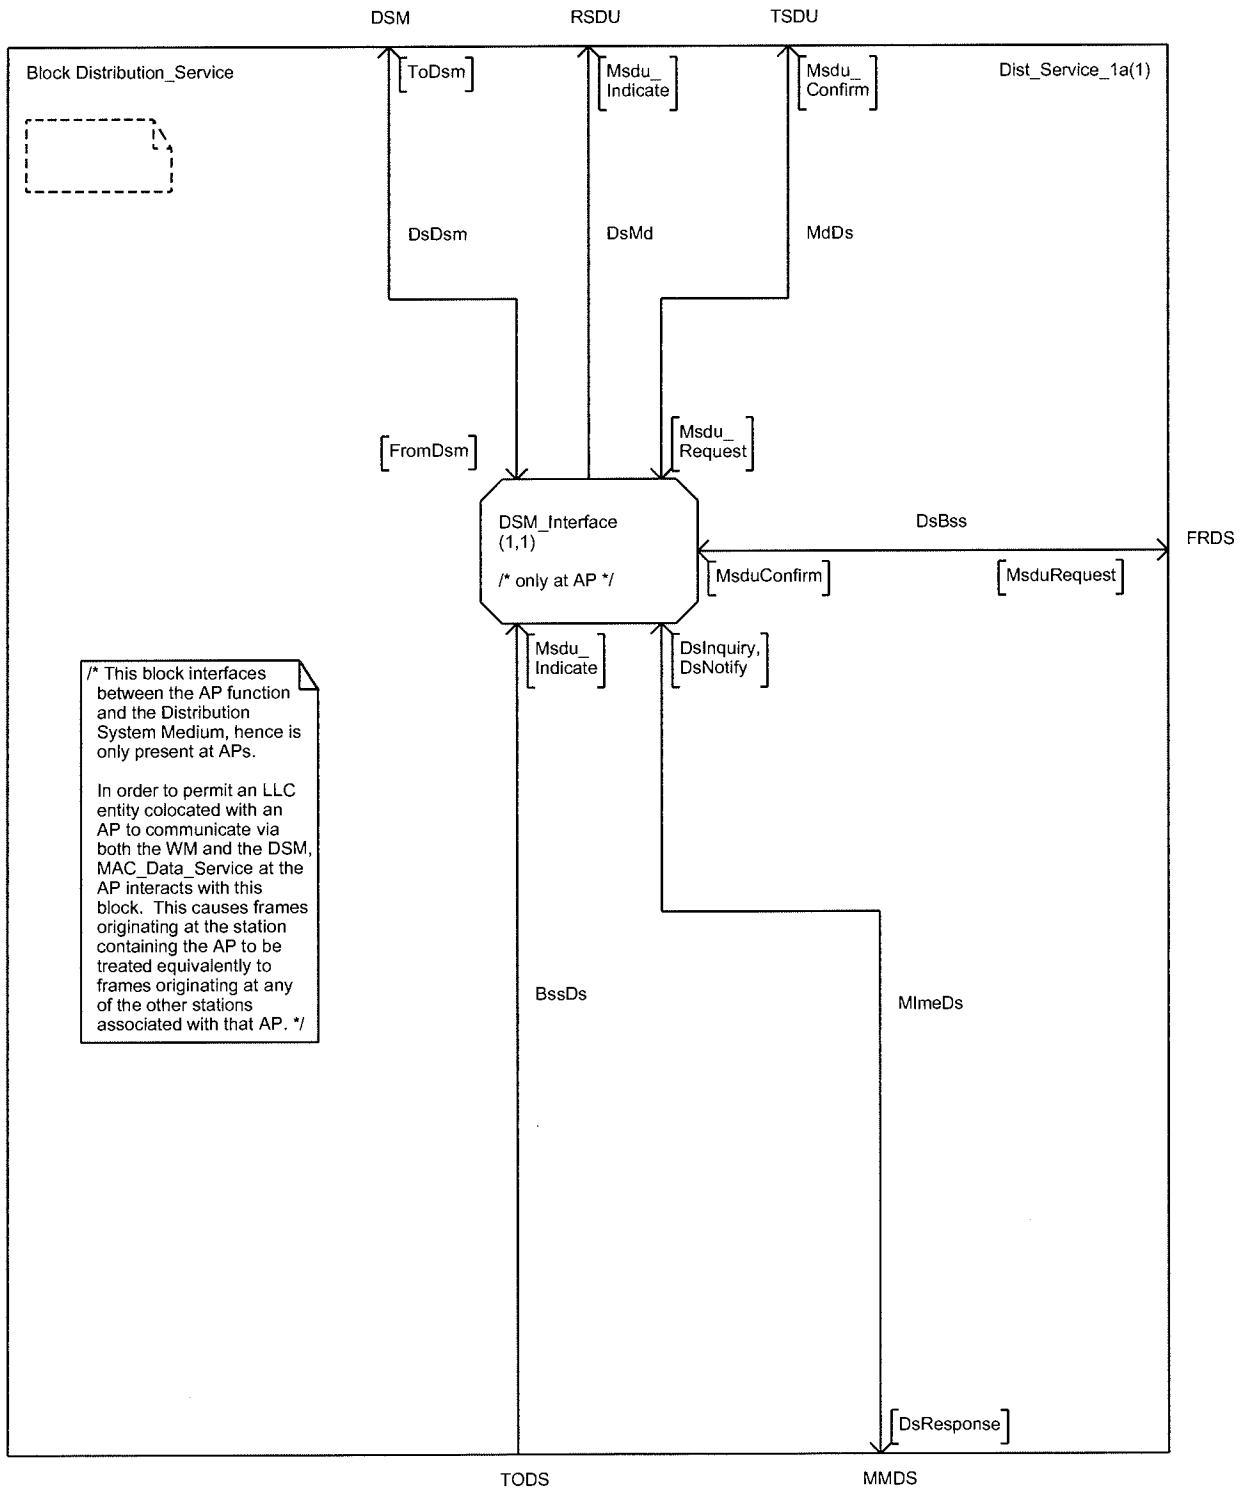 DSM
RSDU
TSDU
Block Distribution_Service
[ToDsm]
[Msdu_
Indicate]
[Msdu_
Confirm]
Dist_Service_1a(1)
DsDsm
DsMd
MdDs
[FromDsm]
[Msdu_
Request]
DSM_Interface
(1,1)
/* only at AP */
DsBss
FRDS
[MsduConfirm]
[MsduRequest]
[Msdu_
Indicate]
[DsInquiry,
DsNotify]
/* This block interfaces
between the AP function
and the Distribution
System Medium, hence is
only present at APs.
In order to permit an LLC
entity colocated with an
AP to communicate via
both the WM and the DSM,
MAC_Data_Service at the
AP interacts with this
block. This causes frames
originating at the station
containing the AP to be
treated equivalently to
frames originating at any
of the other stations
associated with that AP. */
BssDs
MlmeDs
[DsResponse]
TODS
MMDS